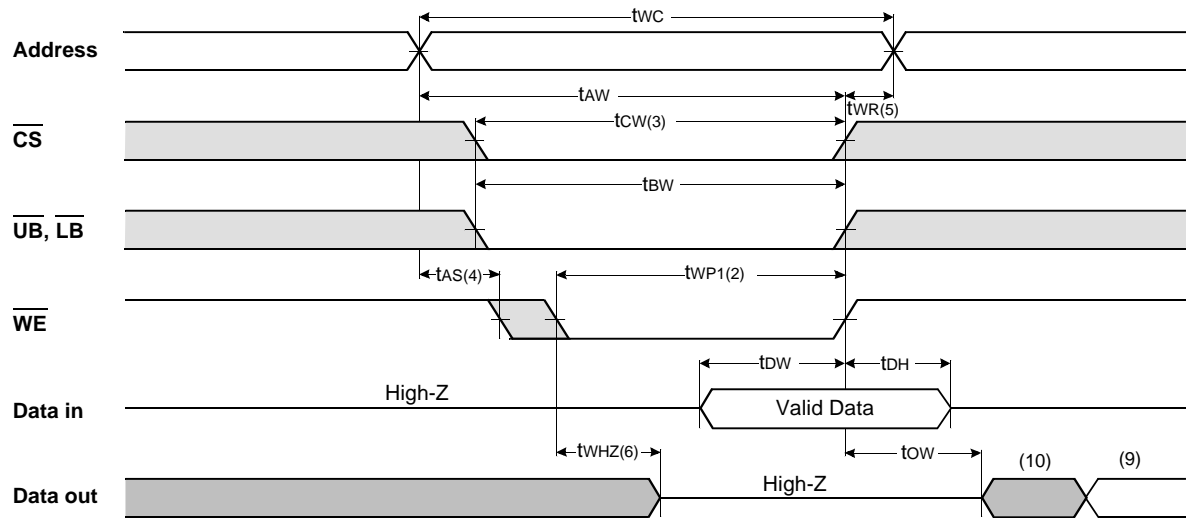 tWC
Address
tAW
tWR(5)
tCW(3)
CS
tBW
UB, LB
tAS(4)
tWP1(2)
WE
tDW
tDH
High-Z
Valid Data
Data in
tWHZ(6)
tOW
(10)
(9)
High-Z
Data out